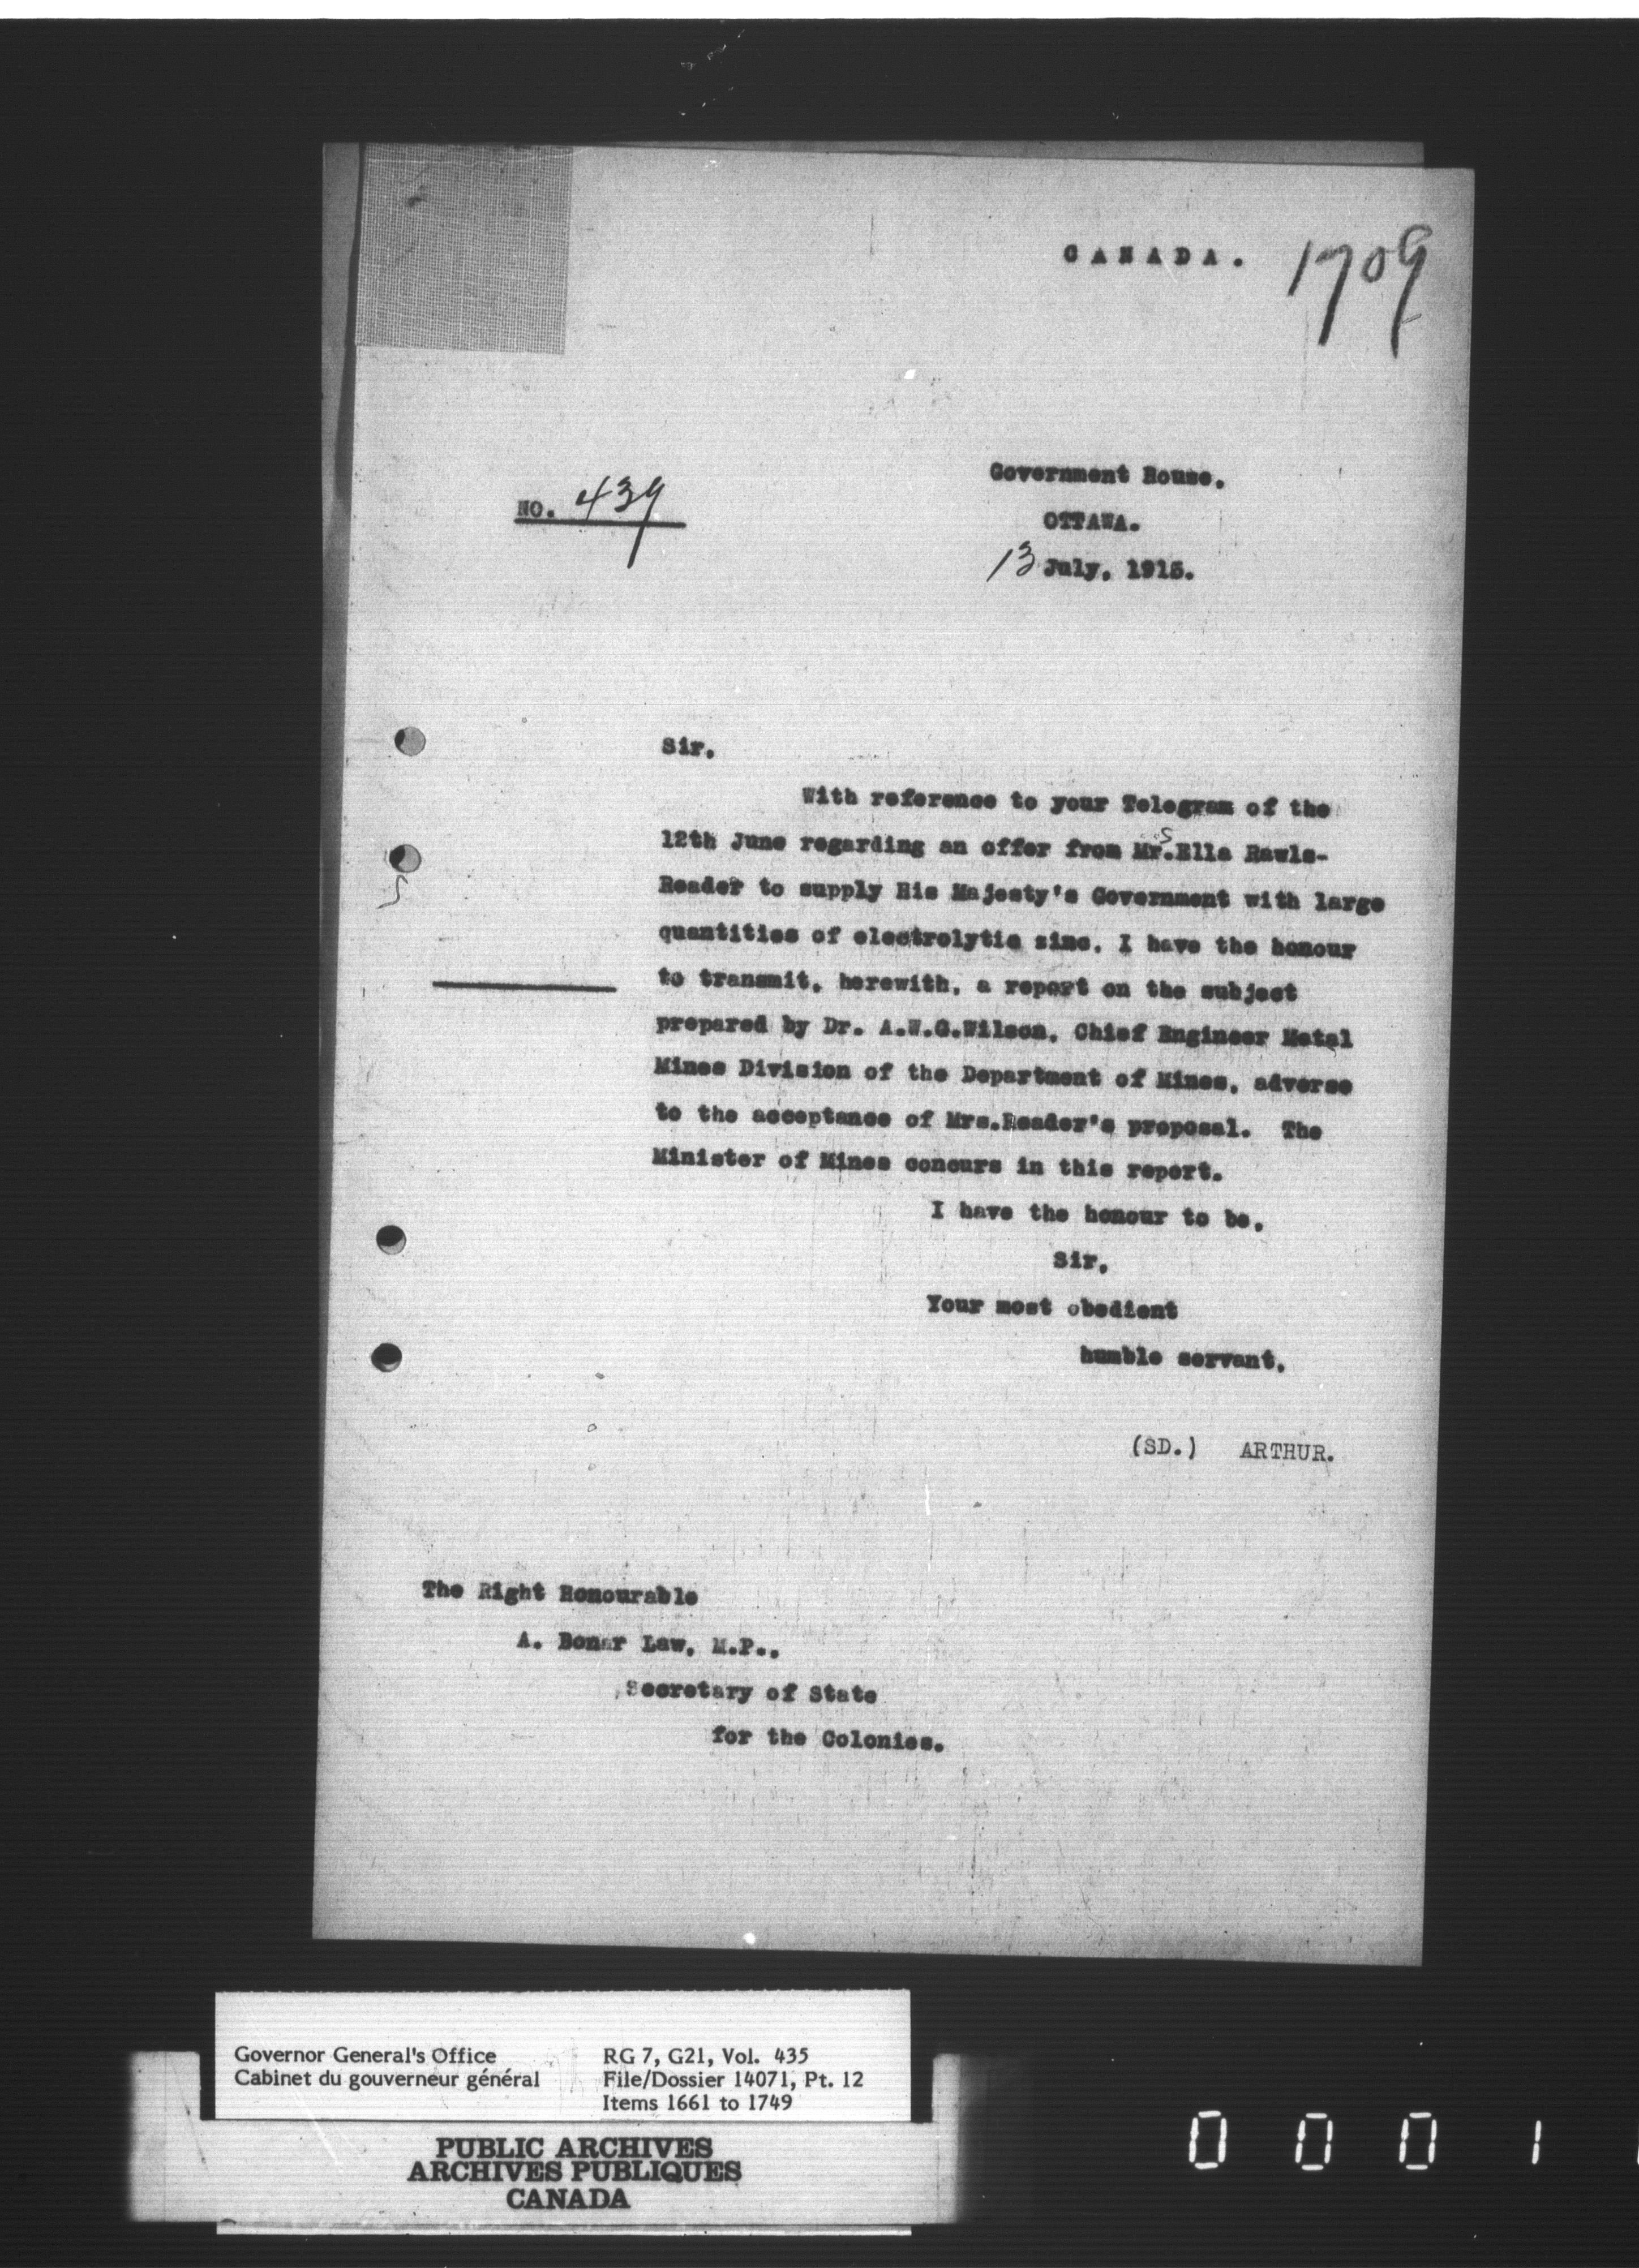 CANADA.
1709
NO. 439
Government House,
OTTAWA.
13 July, 1915.
Sir,
With reference to your Telegram of the
12th June regarding an offer from Mrs.Ella Rawls-
Reader to supply His Majesty's Government with large
quantities of electrolytic zinc, I have the honour
to transmit, herewith, a report on the subject
prepared by Dr. A.W.G.Wilson, Chief Engineer Metal
Mines Division of the Department of Mines, adverse
to the acceptance of Mrs.Reader's proposal. The
Minister of Mines concurs in this report.
I have the honour to be,
Sir,
Your most obedient
humble servant,
(SD.) ARTHUR.
The Right Honourable
A. Bonar Law, M.P.,
Secretary of State
for the Colonies.
Governor General's Office
Cabinet du gouverneur général
RG 7, G21, Vol. 435
File/Dossier 14071, Pt. 12
Items 1661 to 1749
PUBLIC ARCHIVES
ARCHIVES PUBLIQUES
CANADA
0001